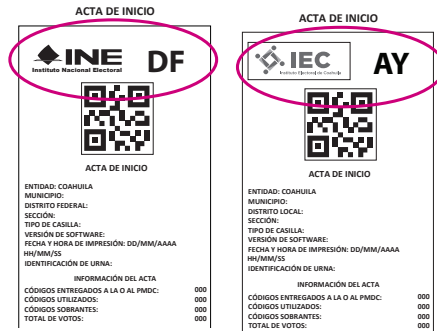 ACTA DE INICIO
INE
Instituto Nacional Electoral
DF
ACTA DE INICIO
ENTIDAD: COAHUILA
MUNICIPIO:
DISTRITO FEDERAL:
SECCIÓN:
TIPO DE CASILLA:
VERSIÓN DE SOFTWARE:
FECHA Y HORA DE IMPRESIÓN: DD/MM/AAAA
HH/MM/SS
IDENTIFICACIÓN DE URNA:
INFORMACIÓN DEL ACTA
CÓDIGOS ENTREGADOS A LA O AL PMDC: 000
CÓDIGOS UTILIZADOS: 000
CÓDIGOS SOBRANTES: 000
TOTAL DE VOTOS: 000
ACTA DE INICIO
IEC
Instituto Electoral de Coahuila
AY
ACTA DE INICIO
ENTIDAD: COAHUILA
MUNICIPIO:
DISTRITO LOCAL:
SECCIÓN:
TIPO DE CASILLA:
VERSIÓN DE SOFTWARE:
FECHA Y HORA DE IMPRESIÓN: DD/MM/AAAA
HH/MM/SS
IDENTIFICACIÓN DE URNA:
INFORMACIÓN DEL ACTA
CÓDIGOS ENTREGADOS A LA O AL PMDC: 000
CÓDIGOS UTILIZADOS: 000
CÓDIGOS SOBRANTES: 000
TOTAL DE VOTOS: 000